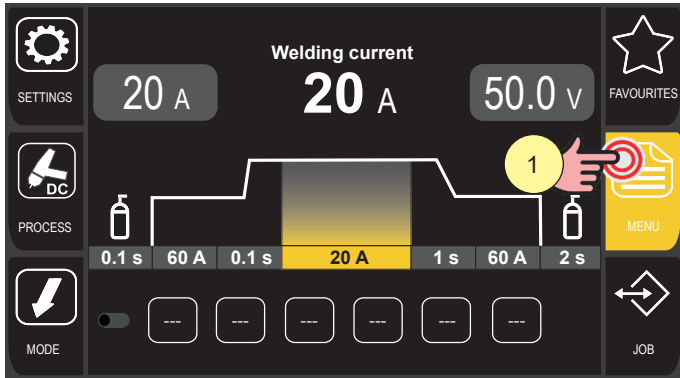 SETTINGS
Welding current
20 A
20 A
50.0 V
FAVOURITES
DC
PROCESS
1
MENU
0.1 s 60 A 0.1 s 20 A 1 s 60 A 2 s
--- --- --- --- --- ---
MODE
JOB